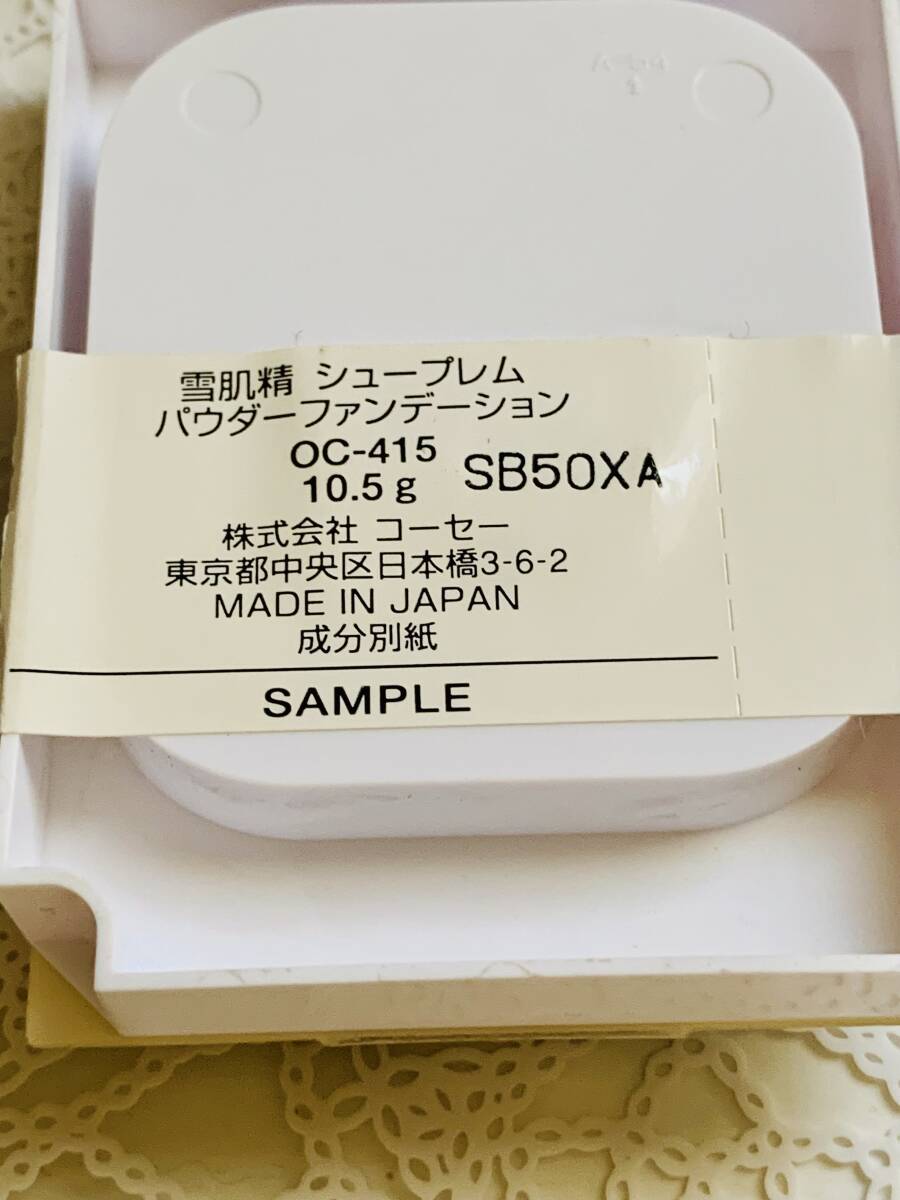 雪肌精 シュープレム
パウダーファンデーション
OC-415
10.5g SB50XA
株式会社 コーセー
東京都中央区日本橋3-6-2
MADE IN JAPAN
成分別紙
SAMPLE